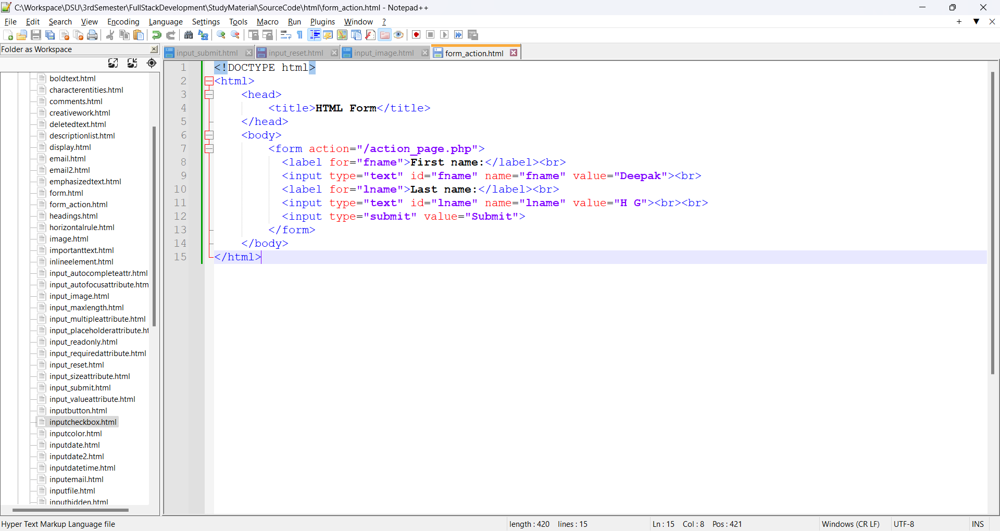 C:\Workspace\DSU\3rdSemester\FullStackDevelopment\StudyMaterial\SourceCode\html\form_action.html - Notepad++
File Edit Search View Encoding Language Settings Tools Macro Run Plugins Window ?
Folder as Workspace
input_submit.html input_reset.html input_image.html form_action.html
boldtext.html
characterentities.html
comments.html
creativework.html
deletedtext.html
descriptionlist.html
display.html
email.html
email2.html
emphasizedtext.html
form.html
form_action.html
headings.html
horizontalrule.html
image.html
importanttext.html
inlineelement.html
input_autocompleteattr.html
input_autofocusattribute.htm
input_image.html
input_maxlength.html
input_multipleattribute.html
input_placeholderattribute.ht
input_readonly.html
input_requiredattribute.html
input_reset.html
input_sizeattribute.html
input_submit.html
input_valueattribute.html
inputbutton.html
inputcheckbox.html
inputcolor.html
inputdate.html
inputdate2.html
inputdatetime.html
inputemail.html
inputfile.html
inputhidden.html
1 <!DOCTYPE html>
2 <html>
3 <head>
4 <title>HTML Form</title>
5 </head>
6 <body>
7 <form action="/action_page.php">
8 <label for="fname">First name:</label><br>
9 <input type="text" id="fname" name="fname" value="Deepak"><br>
10 <label for="lname">Last name:</label><br>
11 <input type="text" id="lname" name="lname" value="H G"><br><br>
12 <input type="submit" value="Submit">
13 </form>
14 </body>
15 </html>
Hyper Text Markup Language file length : 420 lines : 15 Ln : 15 Col : 8 Pos : 421 Windows (CR LF) UTF-8 INS